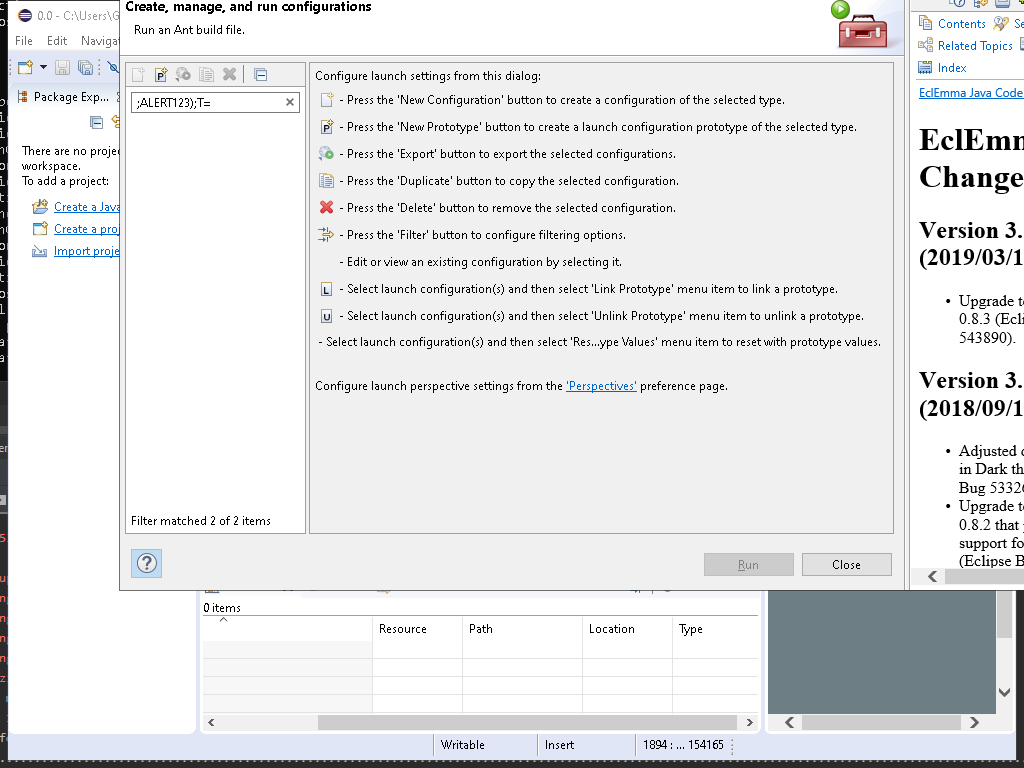 Create, manage, and run configurations
Run an Ant build file.
0.0 - C:\Users\G
File Edit Navigat
Package Exp...
There are no proje
workspace.
To add a project:
Create a Java
Create a proj
Import proje
;ALERT123);T=
Filter matched 2 of 2 items
Configure launch settings from this dialog:
- Press the 'New Configuration' button to create a configuration of the selected type.
- Press the 'New Prototype' button to create a launch configuration prototype of the selected type.
- Press the 'Export' button to export the selected configurations.
- Press the 'Duplicate' button to copy the selected configuration.
- Press the 'Delete' button to remove the selected configuration.
- Press the 'Filter' button to configure filtering options.
- Edit or view an existing configuration by selecting it.
L - Select launch configuration(s) and then select 'Link Prototype' menu item to link a prototype.
U - Select launch configuration(s) and then select 'Unlink Prototype' menu item to unlink a prototype.
- Select launch configuration(s) and then select 'Res...ype Values' menu item to reset with prototype values.
Configure launch perspective settings from the 'Perspectives' preference page.
Run Close
Contents Se
Related Topics
Index
EclEmma Java Code
EclEmm
Change
Version 3.
(2019/03/1
• Upgrade to
0.8.3 (Ecli
543890).
Version 3.
(2018/09/1
• Adjusted
in Dark th
Bug 53326
• Upgrade to
0.8.2 that
support fo
(Eclipse B
0 items
Resource Path Location Type
Writable Insert 1894 : ... 154165